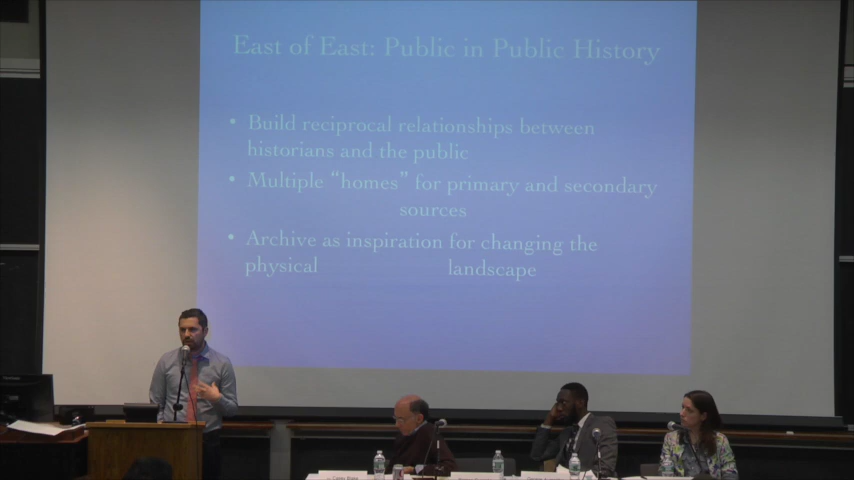 East of East: Public in Public History
• Build reciprocal relationships between
historians and the public
• Multiple “homes” for primary and secondary
sources
• Archive as inspiration for changing the
physical landscape